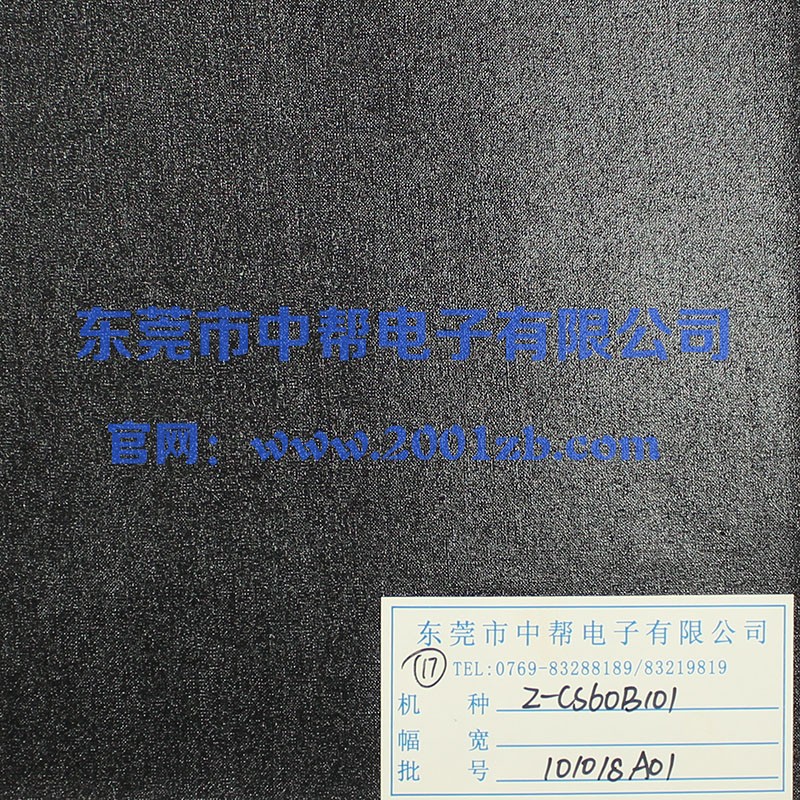 东莞市中帮电子有限公司
官网：www.2001zb.com
东莞市中帮电子有限公司
17 TEL:0769-83288189/83219819
机 种 Z-CS60B101
幅 宽
批 号 101018A01